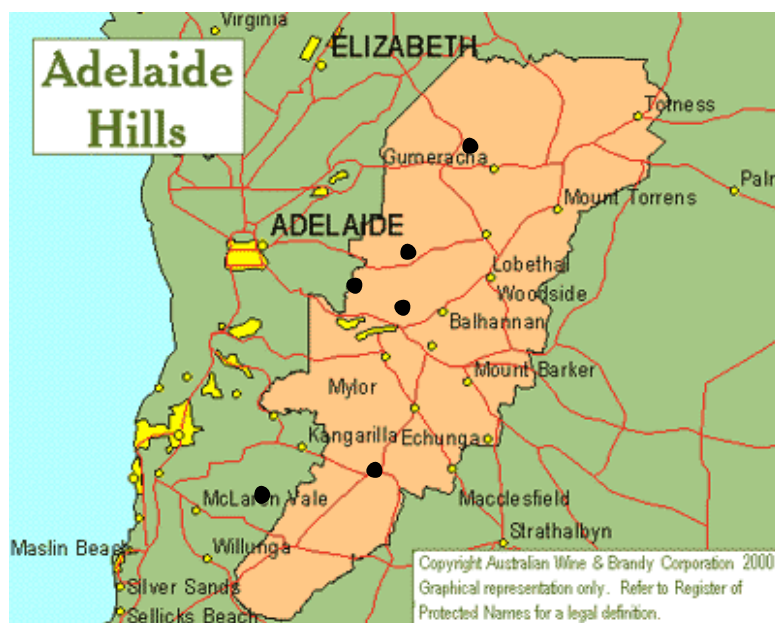 Virginia
ELIZABETH
Adelaide
Hills
Torness
Gumeracha
Palr
Mount Torrens
ADELAIDE
Lobethal
Woodside
Balhannan
Mount Barker
Mylor
Kangarilla
Echunga
McLaren Vale
Macclesfield
Strathalbyn
Maslin Beach
Willunga
Silver Sands
Sellicks Beach
Copyright Australian Wine & Brandy Corporation 2000
Graphical representation only. Refer to Register of
Protected Names for a legal definition.